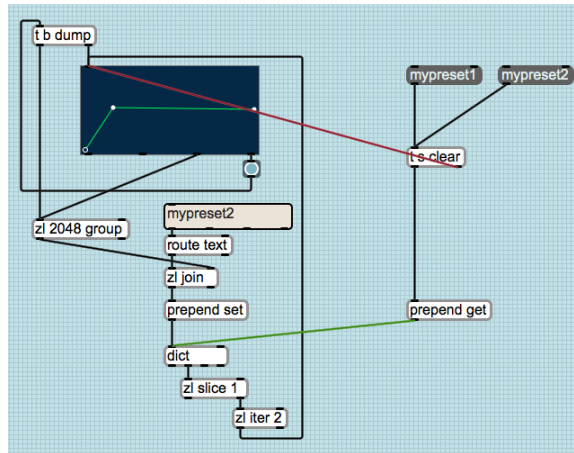 t b dump
mypreset1
mypreset2
t s clear
mypreset2
zl 2048 group
route text
zl join
prepend set
prepend get
dict
zl slice 1
zl iter 2